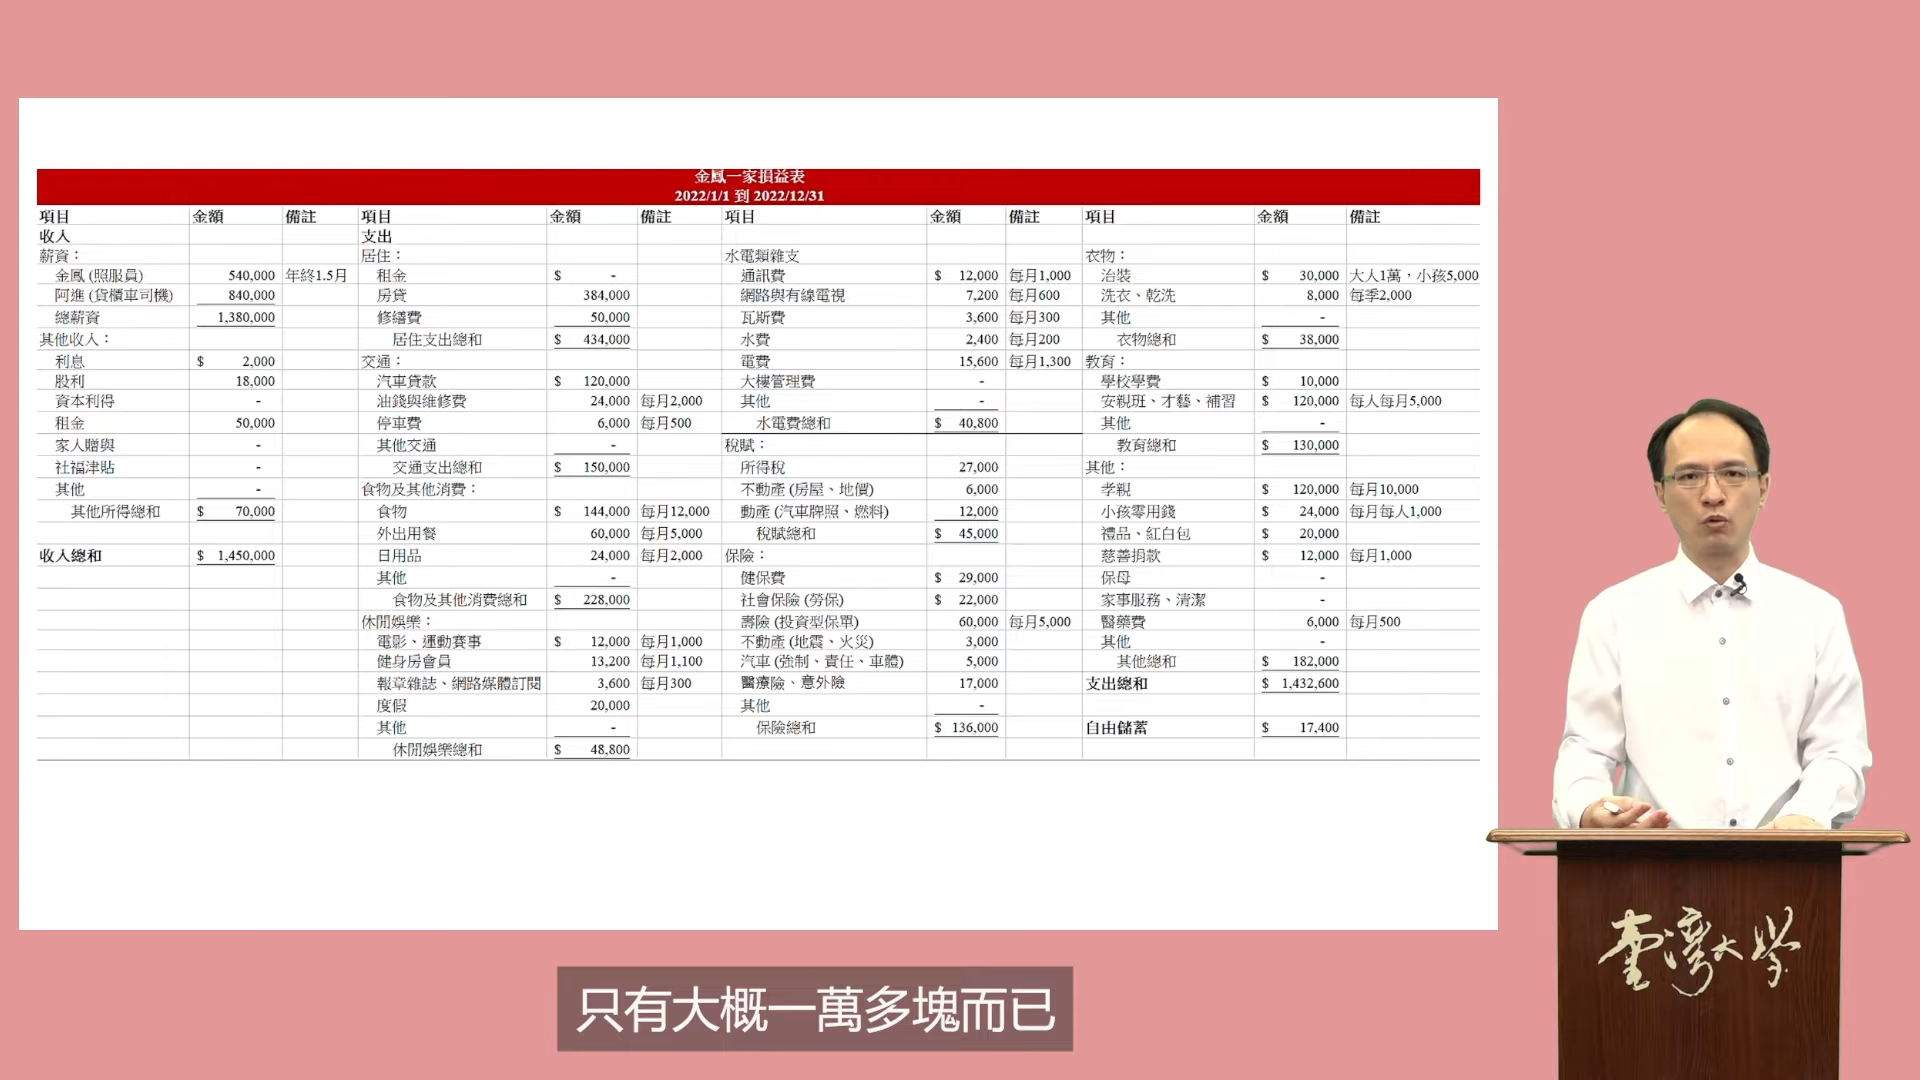 金鳳一家損益表
2022/1/1 到 2022/12/31
項目 金額 備註 項目 金額 備註 項目 金額 備註 項目 金額 備註
收入 支出
薪資： 居住： 水電類雜支 衣物：
金鳳 (照服員) 540,000 年終1.5月 租金 $ - 通訊費 $ 12,000 每月1,000 治裝 $ 30,000 大人1萬，小孩5,000
阿進 (貨櫃車司機) 840,000 房貸 384,000 網路與有線電視 7,200 每月600 洗衣、乾洗 8,000 每季2,000
總薪資 1,380,000 修繕費 50,000 瓦斯費 3,600 每月300 其他 -
其他收入： 居住支出總和 $ 434,000 水費 2,400 每月200 衣物總和 $ 38,000
利息 $ 2,000 交通： 電費 15,600 每月1,300 教育：
股利 18,000 汽車貸款 $ 120,000 大樓管理費 - 學校學費 $ 10,000
資本利得 - 油錢與維修費 24,000 每月2,000 其他 - 安親班、才藝、補習 $ 120,000 每人每月5,000
租金 50,000 停車費 6,000 每月500 水電費總和 $ 40,800 其他 -
家人贈與 - 其他交通 - 稅賦： 教育總和 $ 130,000
社福津貼 - 交通支出總和 $ 150,000 所得稅 27,000 其他：
其他 - 食物及其他消費： 不動產 (房屋、地價) 6,000 孝親 $ 120,000 每月10,000
其他所得總和 $ 70,000 食物 $ 144,000 每月12,000 動產 (汽車牌照、燃料) 12,000 小孩零用錢 $ 24,000 每月每人1,000
外出用餐 60,000 每月5,000 稅賦總和 $ 45,000 禮品、紅白包 $ 20,000
收入總和 $ 1,450,000 日用品 24,000 每月2,000 保險： 慈善捐款 $ 12,000 每月1,000
其他 - 健保費 $ 29,000 保母 -
食物及其他消費總和 $ 228,000 社會保險 (勞保) $ 22,000 家事服務、清潔 -
休閒娛樂： 壽險 (投資型保單) 60,000 每月5,000 醫藥費 6,000 每月500
電影、運動賽事 $ 12,000 每月1,000 不動產 (地震、火災) 3,000 其他 -
健身房會員 13,200 每月1,100 汽車 (強制、責任、車體) 5,000 其他總和 $ 182,000
報章雜誌、網路媒體訂閱 3,600 每月300 醫療險、意外險 17,000 支出總和 $ 1,432,600
度假 20,000 其他 -
其他 - 保險總和 $ 136,000 自由儲蓄 $ 17,400
休閒娛樂總和 $ 48,800
臺灣大學
只有大概一萬多塊而已